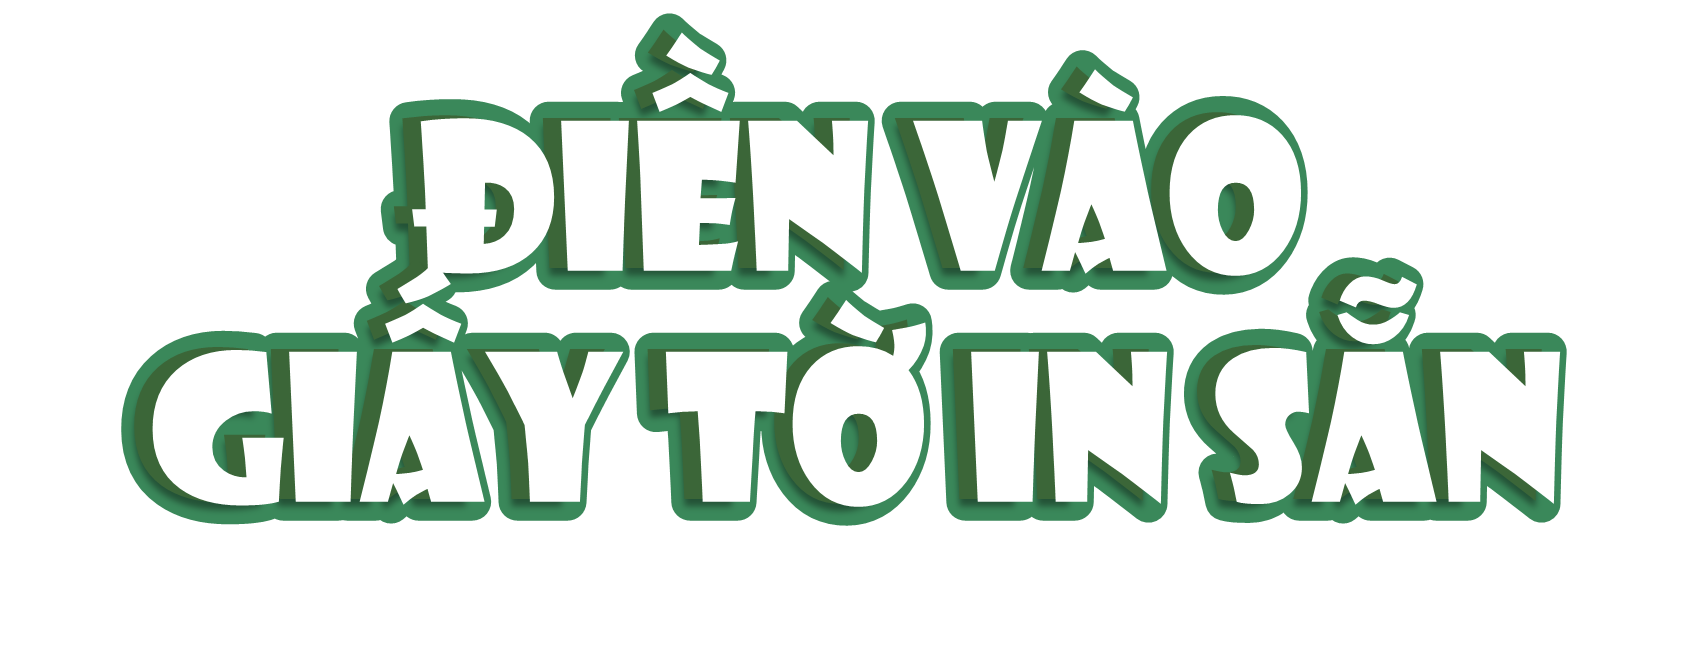 ĐIỀN VÀO
GIẤY TỜ IN SẴN